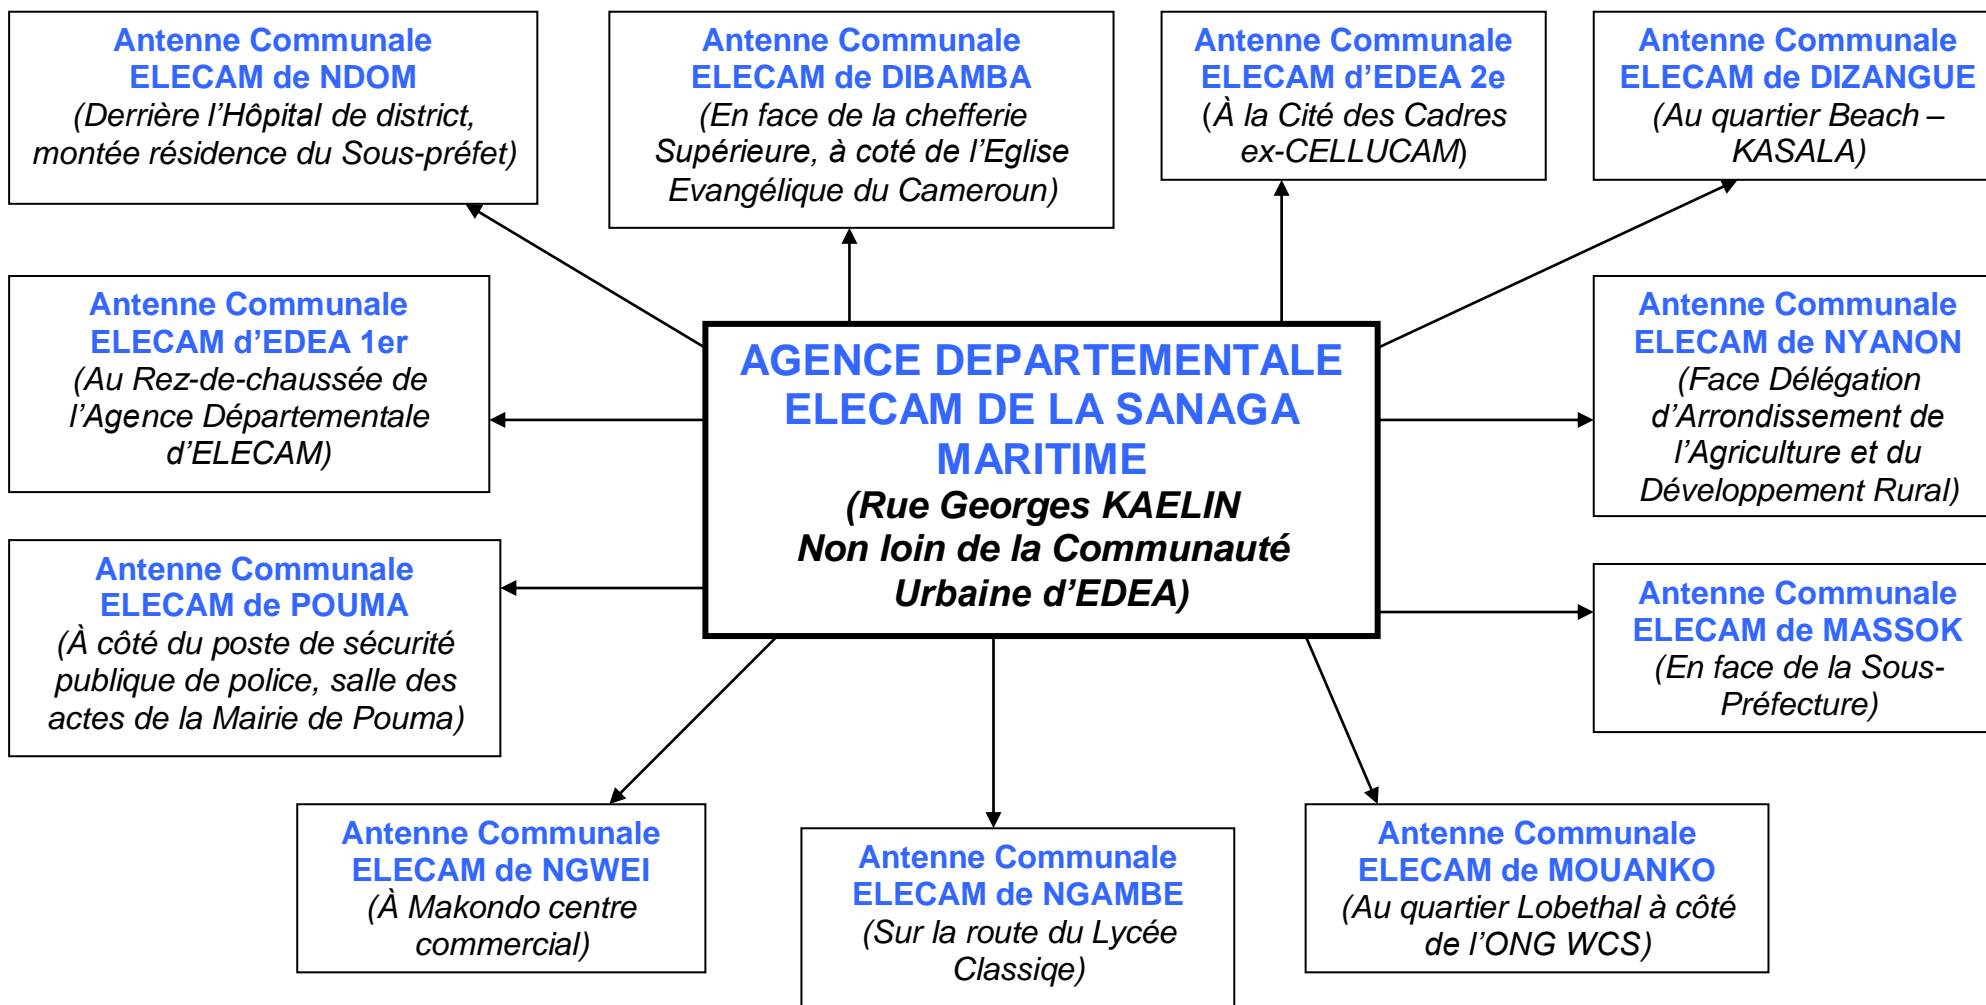 Antenne Communale
ELECAM de NDOM
(Derrière l’Hôpital de district,
montée résidence du Sous-préfet)
Antenne Communale
ELECAM de DIBAMBA
(En face de la chefferie
Supérieure, à coté de l’Eglise
Evangélique du Cameroun)
Antenne Communale
ELECAM d’EDEA 2e
(À la Cité des Cadres
ex-CELLUCAM)
Antenne Communale
ELECAM de DIZANGUE
(Au quartier Beach –
KASALA)
Antenne Communale
ELECAM d’EDEA 1er
(Au Rez-de-chaussée de
l’Agence Départementale
d’ELECAM)
AGENCE DEPARTEMENTALE
ELECAM DE LA SANAGA
MARITIME
(Rue Georges KAELIN
Non loin de la Communauté
Urbaine d’EDEA)
Antenne Communale
ELECAM de NYANON
(Face Délégation
d’Arrondissement de
l’Agriculture et du
Développement Rural)
Antenne Communale
ELECAM de POUMA
(À côté du poste de sécurité
publique de police, salle des
actes de la Mairie de Pouma)
Antenne Communale
ELECAM de MASSOK
(En face de la Sous-
Préfecture)
Antenne Communale
ELECAM de NGWEI
(À Makondo centre
commercial)
Antenne Communale
ELECAM de NGAMBE
(Sur la route du Lycée
Classiqe)
Antenne Communale
ELECAM de MOUANKO
(Au quartier Lobethal à côté
de l’ONG WCS)